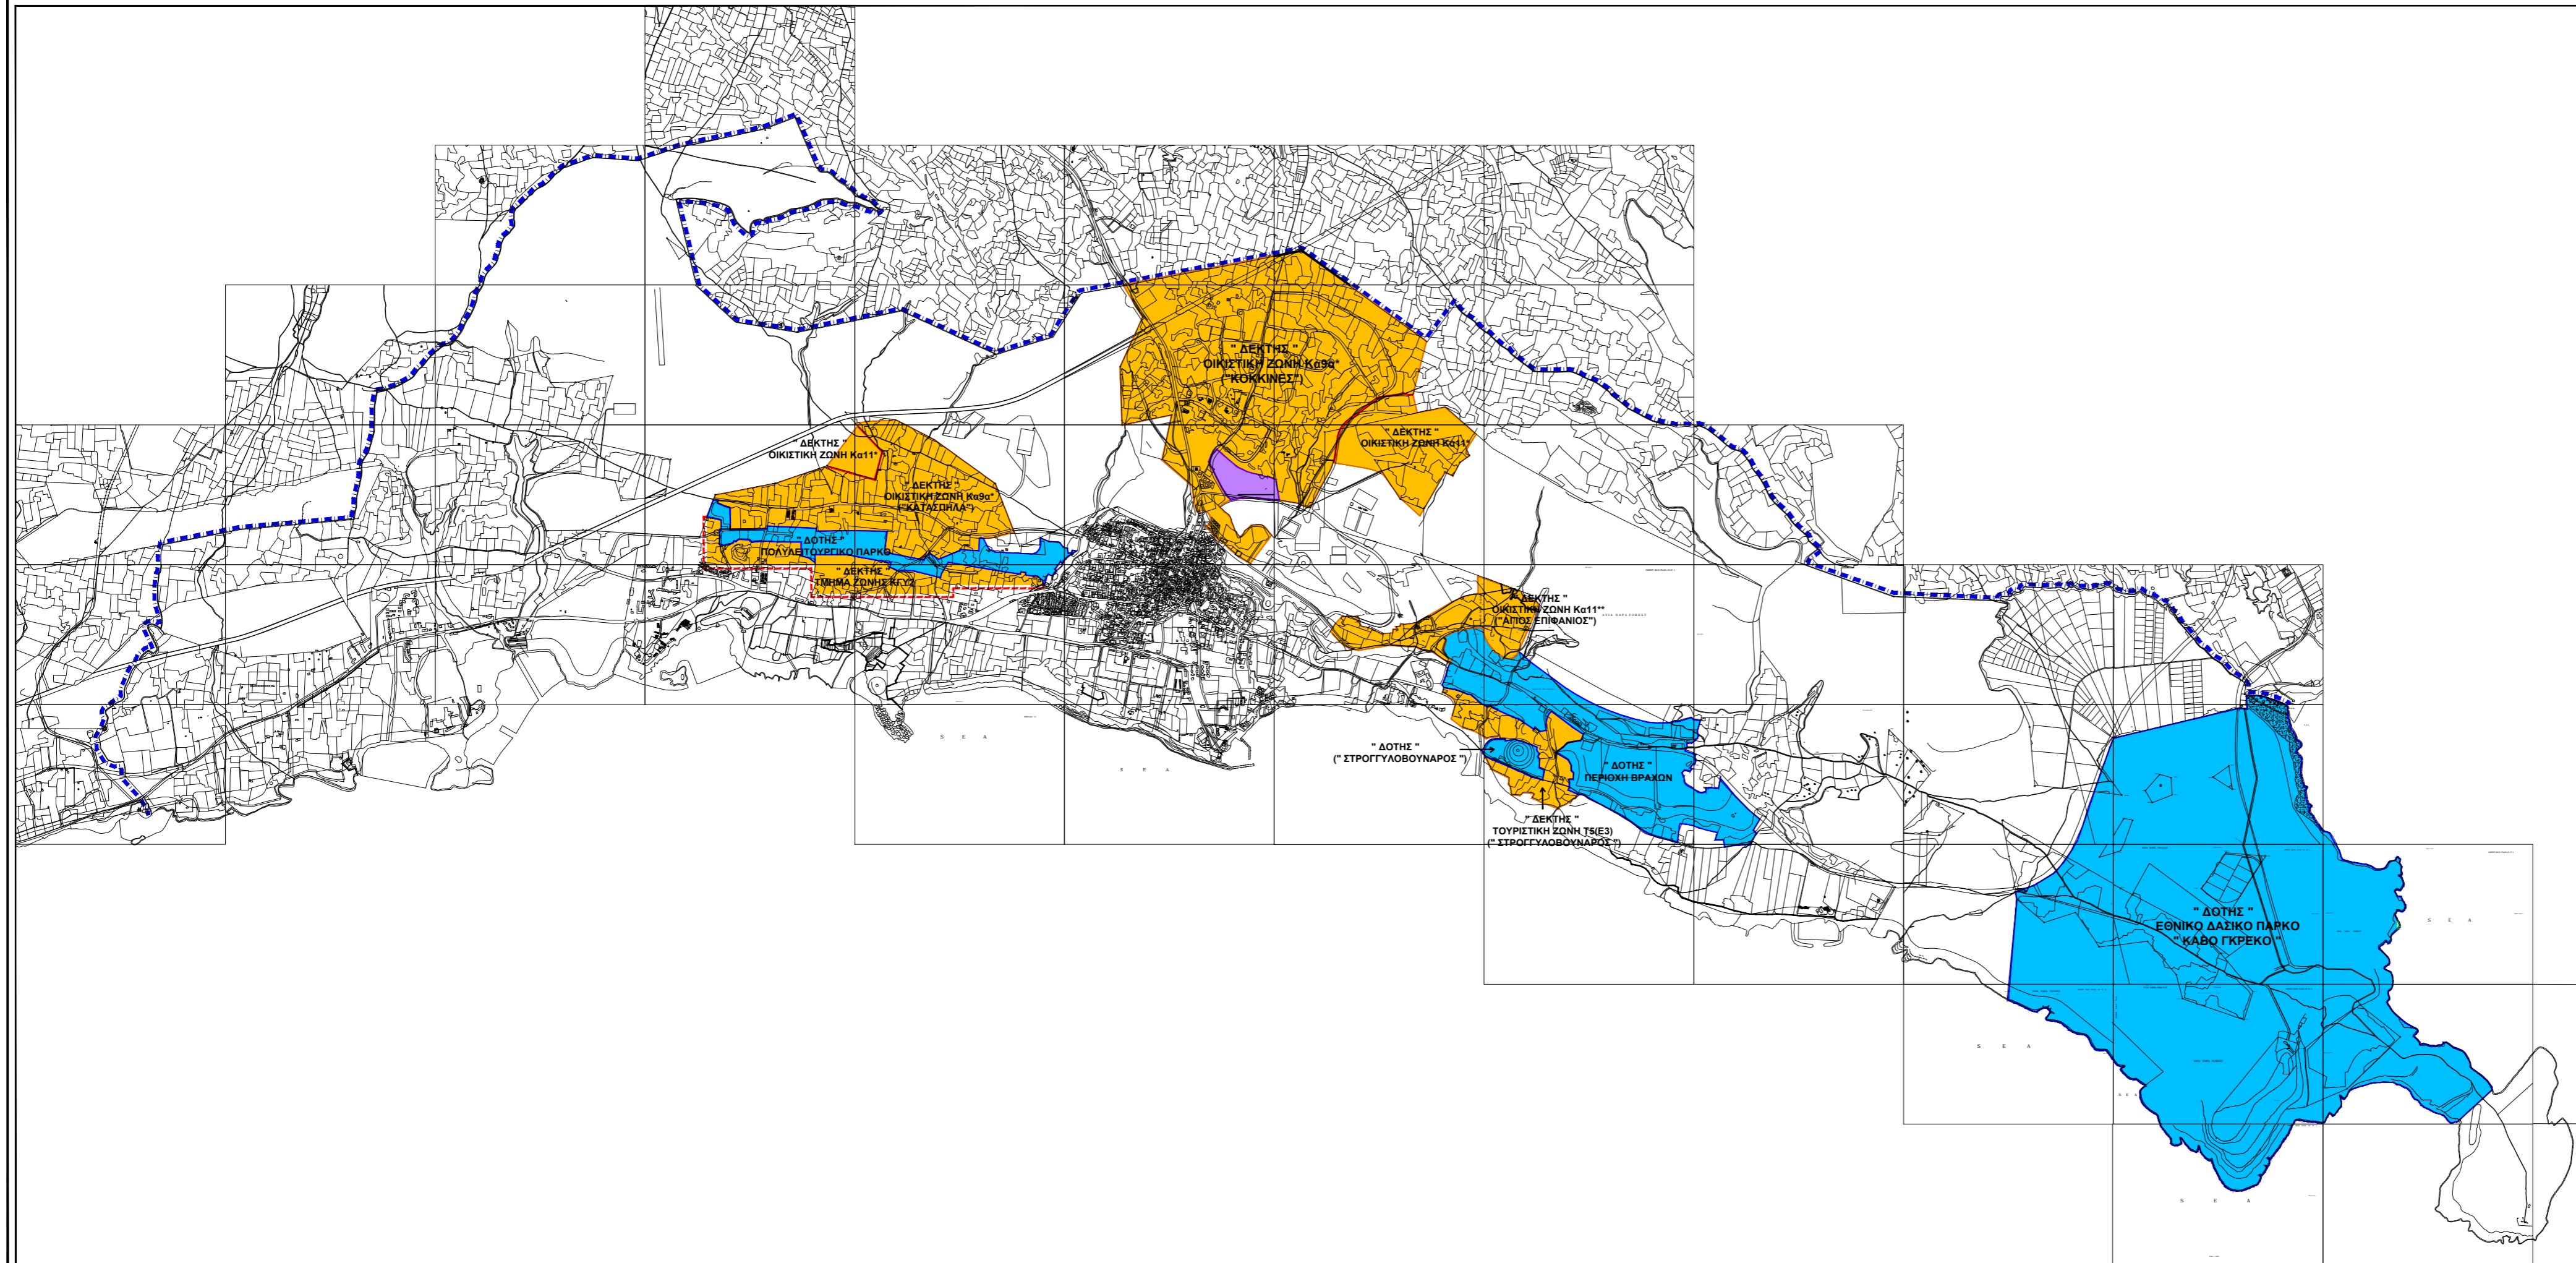 " ΔΕΚΤΗΣ "
ΟΙΚΙΣΤΙΚΗ ΖΩΝΗ Κα9α*
("ΚΟΚΚΙΝΕΣ")
" ΔΕΚΤΗΣ "
ΟΙΚΙΣΤΙΚΗ ΖΩΝΗ Κα11*
" ΔΕΚΤΗΣ "
ΟΙΚΙΣΤΙΚΗ ΖΩΝΗ Κα11*
" ΔΕΚΤΗΣ "
ΟΙΚΙΣΤΙΚΗ ΖΩΝΗ Κα9α*
("ΚΑΤΑΣΠΗΛΑ")
" ΔΟΤΗΣ "
ΠΟΛΥΛΕΙΤΟΥΡΓΙΚΟ ΠΑΡΚΟ
" ΔΕΚΤΗΣ "
ΤΜΗΜΑ ΖΩΝΗΣ ΚΓΥ2
" ΔΕΚΤΗΣ "
ΟΙΚΙΣΤΙΚΗ ΖΩΝΗ Κα11**
("ΑΓΙΟΣ ΕΠΙΦΑΝΙΟΣ")
" ΔΟΤΗΣ "
(" ΣΤΡΟΓΓΥΛΟΒΟΥΝΑΡΟΣ ")
" ΔΟΤΗΣ "
ΠΕΡΙΟΧΗ ΒΡΑΧΩΝ
" ΔΕΚΤΗΣ "
ΤΟΥΡΙΣΤΙΚΗ ΖΩΝΗ Τ5(Ε3)
(" ΣΤΡΟΓΓΥΛΟΒΟΥΝΑΡΟΣ ")
" ΔΟΤΗΣ "
ΕΘΝΙΚΟ ΔΑΣΙΚΟ ΠΑΡΚΟ
" ΚΑΒΟ ΓΚΡΕΚΟ "
S E A
S E A
S E A
S E A
S E A
S E A